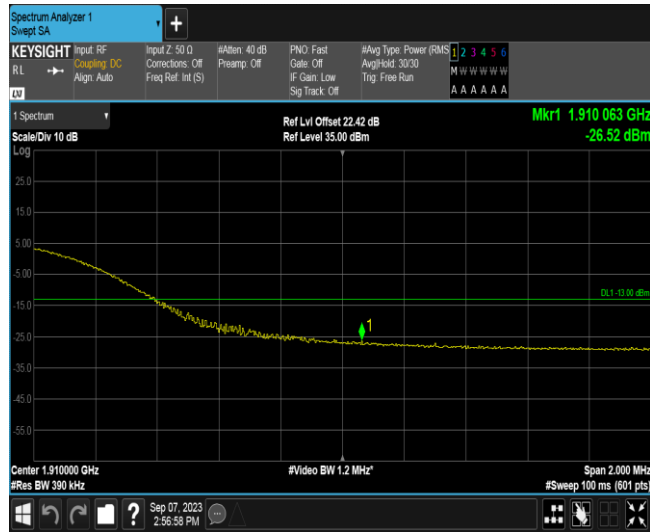 Spectrum Analyzer 1
Swept SA
+
KEYSIGHT
RL
LXI
Input: RF
Coupling: DC
Align: Auto
Input Z: 50 Ω
Corrections: Off
Freq Ref: Int (S)
#Atten: 40 dB
Preamp: Off
PNO: Fast
Gate: Off
IF Gain: Low
Sig Track: Off
#Avg Type: Power (RMS
Avg|Hold: 30/30
Trig: Free Run
1 2 3 4 5 6
M W W W W W
A A A A A A
1 Spectrum
Scale/Div 10 dB
Log
Ref Lvl Offset 22.42 dB
Ref Level 35.00 dBm
Mkr1 1.910 063 GHz
-26.52 dBm
25.0
15.0
5.00
-5.00
-15.0
-25.0
-35.0
-45.0
-55.0
DL1 -13.00 dBm
1
Center 1.910000 GHz
#Res BW 390 kHz
#Video BW 1.2 MHz*
Span 2.000 MHz
#Sweep 100 ms (601 pts)
?
Sep 07, 2023
2:56:58 PM